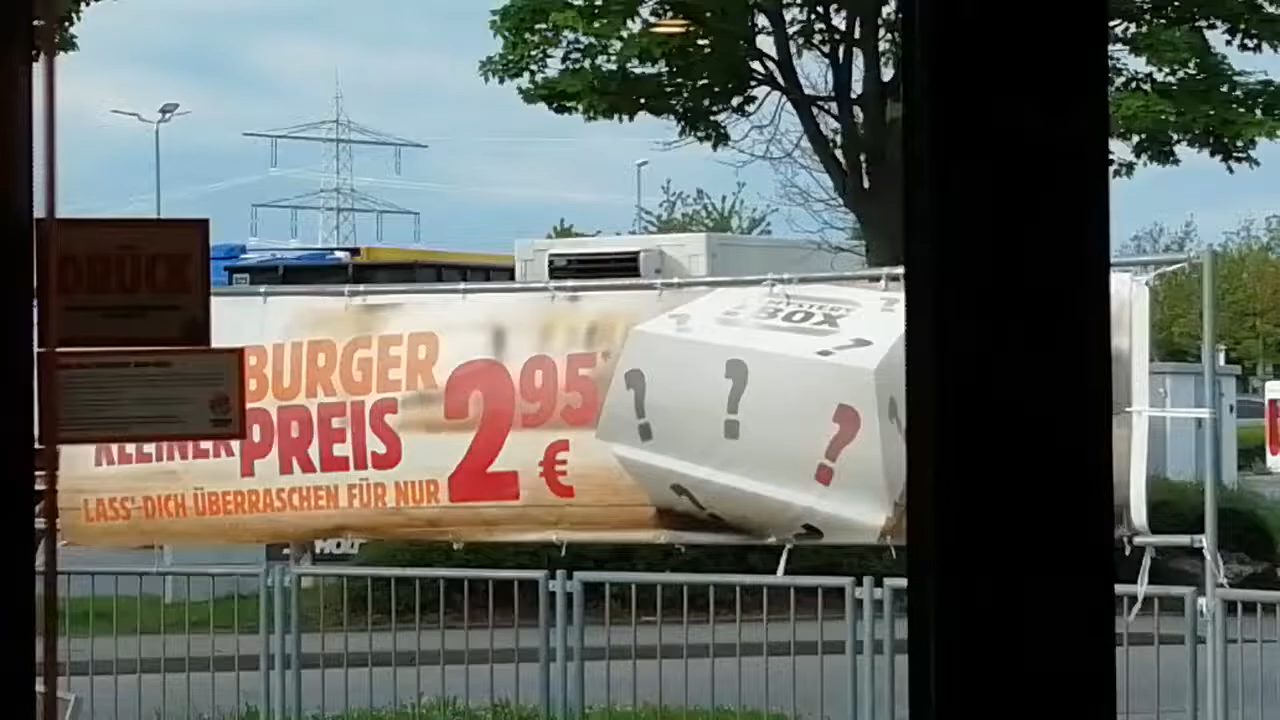 DRÜCK
BURGER
KLEINER PREIS
2 95*
€
LASS' DICH ÜBERRASCHEN FÜR NUR
MYSTERY
BOX
? ? ?